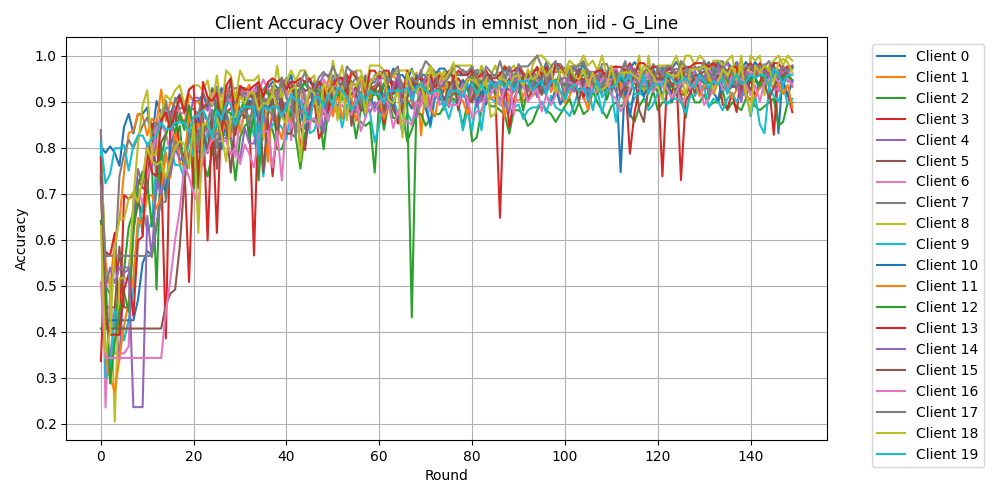 Client Accuracy Over Rounds in emnist_non_iid - G_Line
Accuracy
1.0
0.9
0.8
0.7
0.6
0.5
0.4
0.3
0.2
0 20 40 60 80 100 120 140
Round
Client 0
Client 1
Client 2
Client 3
Client 4
Client 5
Client 6
Client 7
Client 8
Client 9
Client 10
Client 11
Client 12
Client 13
Client 14
Client 15
Client 16
Client 17
Client 18
Client 19